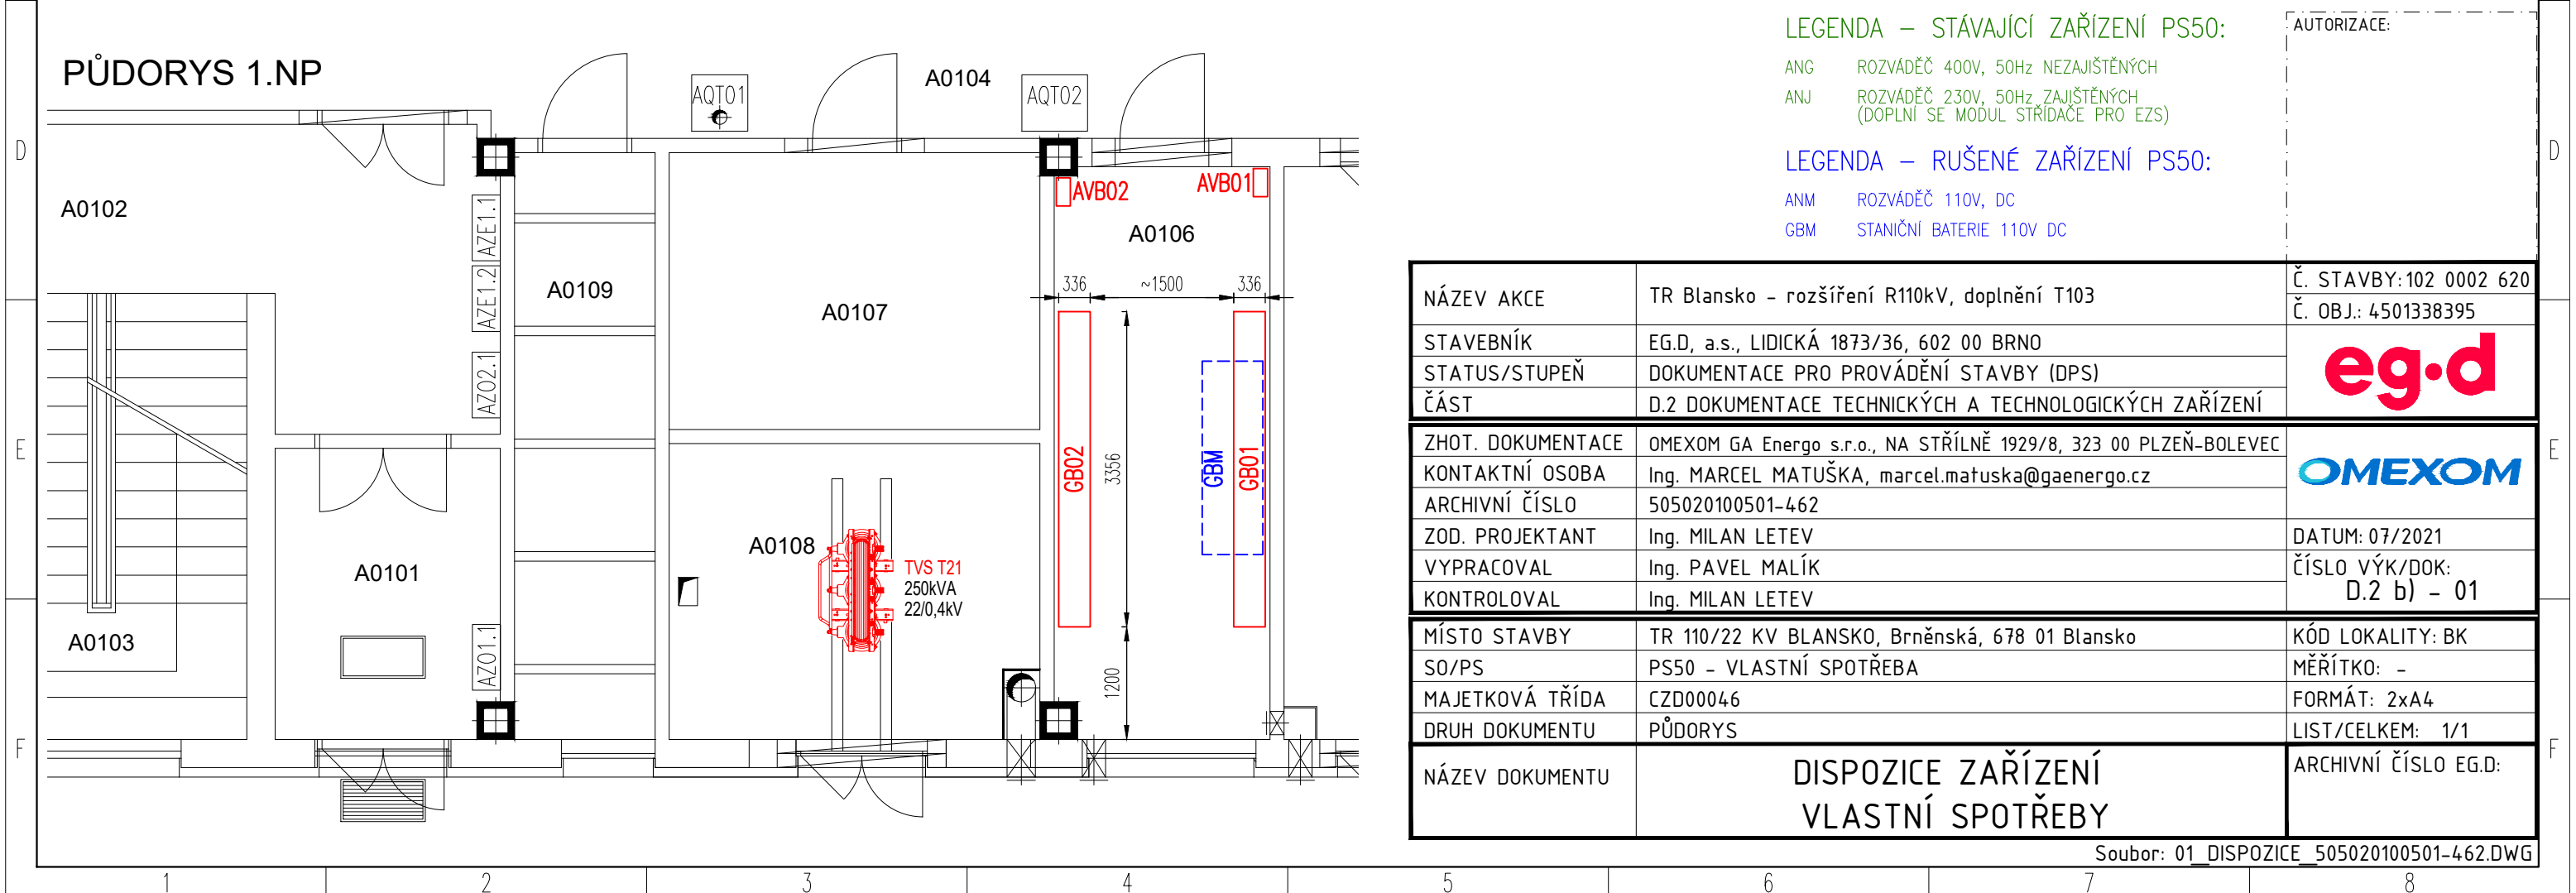 PŮDORYS 1.NP
A0102
A0109
A0107
A0104
A0106
A0108
A0101
A0103
AQT01
AQT02
AZE1.1
AZE1.2
AZ02.1
AZ01.1
AVB02
AVB01
336
~1500
336
GB02
3356
GBM
GB01
1200
TVS T21
250kVA
22/0,4kV
LEGENDA – STÁVAJÍCÍ ZAŘÍZENÍ PS50:
ANG ROZVÁDĚČ 400V, 50Hz NEZAJIŠTĚNÝCH
ANJ ROZVÁDĚČ 230V, 50Hz ZAJIŠTĚNÝCH
(DOPLNÍ SE MODUL STŘÍDAČE PRO EZS)
LEGENDA – RUŠENÉ ZAŘÍZENÍ PS50:
ANM ROZVÁDĚČ 110V, DC
GBM STANIČNÍ BATERIE 110V DC
AUTORIZACE:
NÁZEV AKCE TR Blansko - rozšíření R110kV, doplnění T103
Č. STAVBY: 102 0002 620
Č. OBJ.: 4501338395
STAVEBNÍK EG.D, a.s., LIDICKÁ 1873/36, 602 00 BRNO
eg·d
STATUS/STUPEŇ DOKUMENTACE PRO PROVÁDĚNÍ STAVBY (DPS)
ČÁST D.2 DOKUMENTACE TECHNICKÝCH A TECHNOLOGICKÝCH ZAŘÍZENÍ
ZHOT. DOKUMENTACE OMEXOM GA Energo s.r.o., NA STŘÍLNĚ 1929/8, 323 00 PLZEŇ-BOLEVEC
OMEXOM
KONTAKTNÍ OSOBA Ing. MARCEL MATUŠKA, marcel.matuska@gaenergo.cz
ARCHIVNÍ ČÍSLO 505020100501-462
ZOD. PROJEKTANT Ing. MILAN LETEV
DATUM: 07/2021
VYPRACOVAL Ing. PAVEL MALÍK
ČÍSLO VÝK/DOK:
D.2 b) - 01
KONTROLOVAL Ing. MILAN LETEV
MÍSTO STAVBY TR 110/22 KV BLANSKO, Brněnská, 678 01 Blansko
KÓD LOKALITY: BK
SO/PS PS50 - VLASTNÍ SPOTŘEBA
MĚŘÍTKO: -
MAJETKOVÁ TŘÍDA CZD00046
FORMÁT: 2xA4
DRUH DOKUMENTU PŮDORYS
LIST/CELKEM: 1/1
NÁZEV DOKUMENTU
DISPOZICE ZAŘÍZENÍ
VLASTNÍ SPOTŘEBY
ARCHIVNÍ ČÍSLO EG.D:
Soubor: 01_DISPOZICE_505020100501-462.DWG
D
E
F
D
E
F
1 2 3 4 5 6 7 8